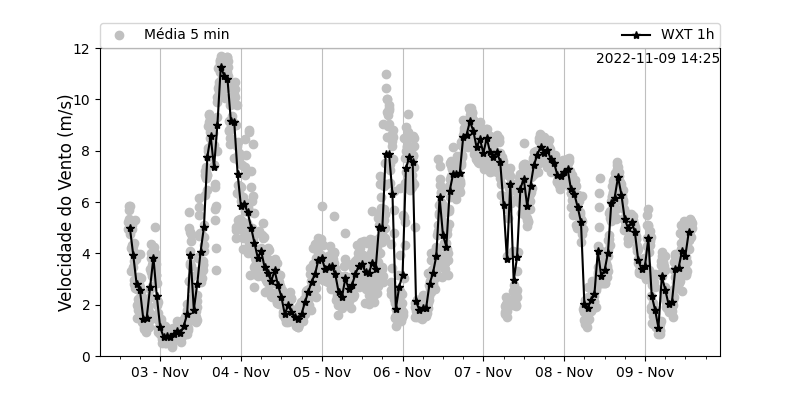 Média 5 min
WXT 1h
2022-11-09 14:25
Velocidade do Vento (m/s)
12
10
8
6
4
2
0
03 - Nov 04 - Nov 05 - Nov 06 - Nov 07 - Nov 08 - Nov 09 - Nov